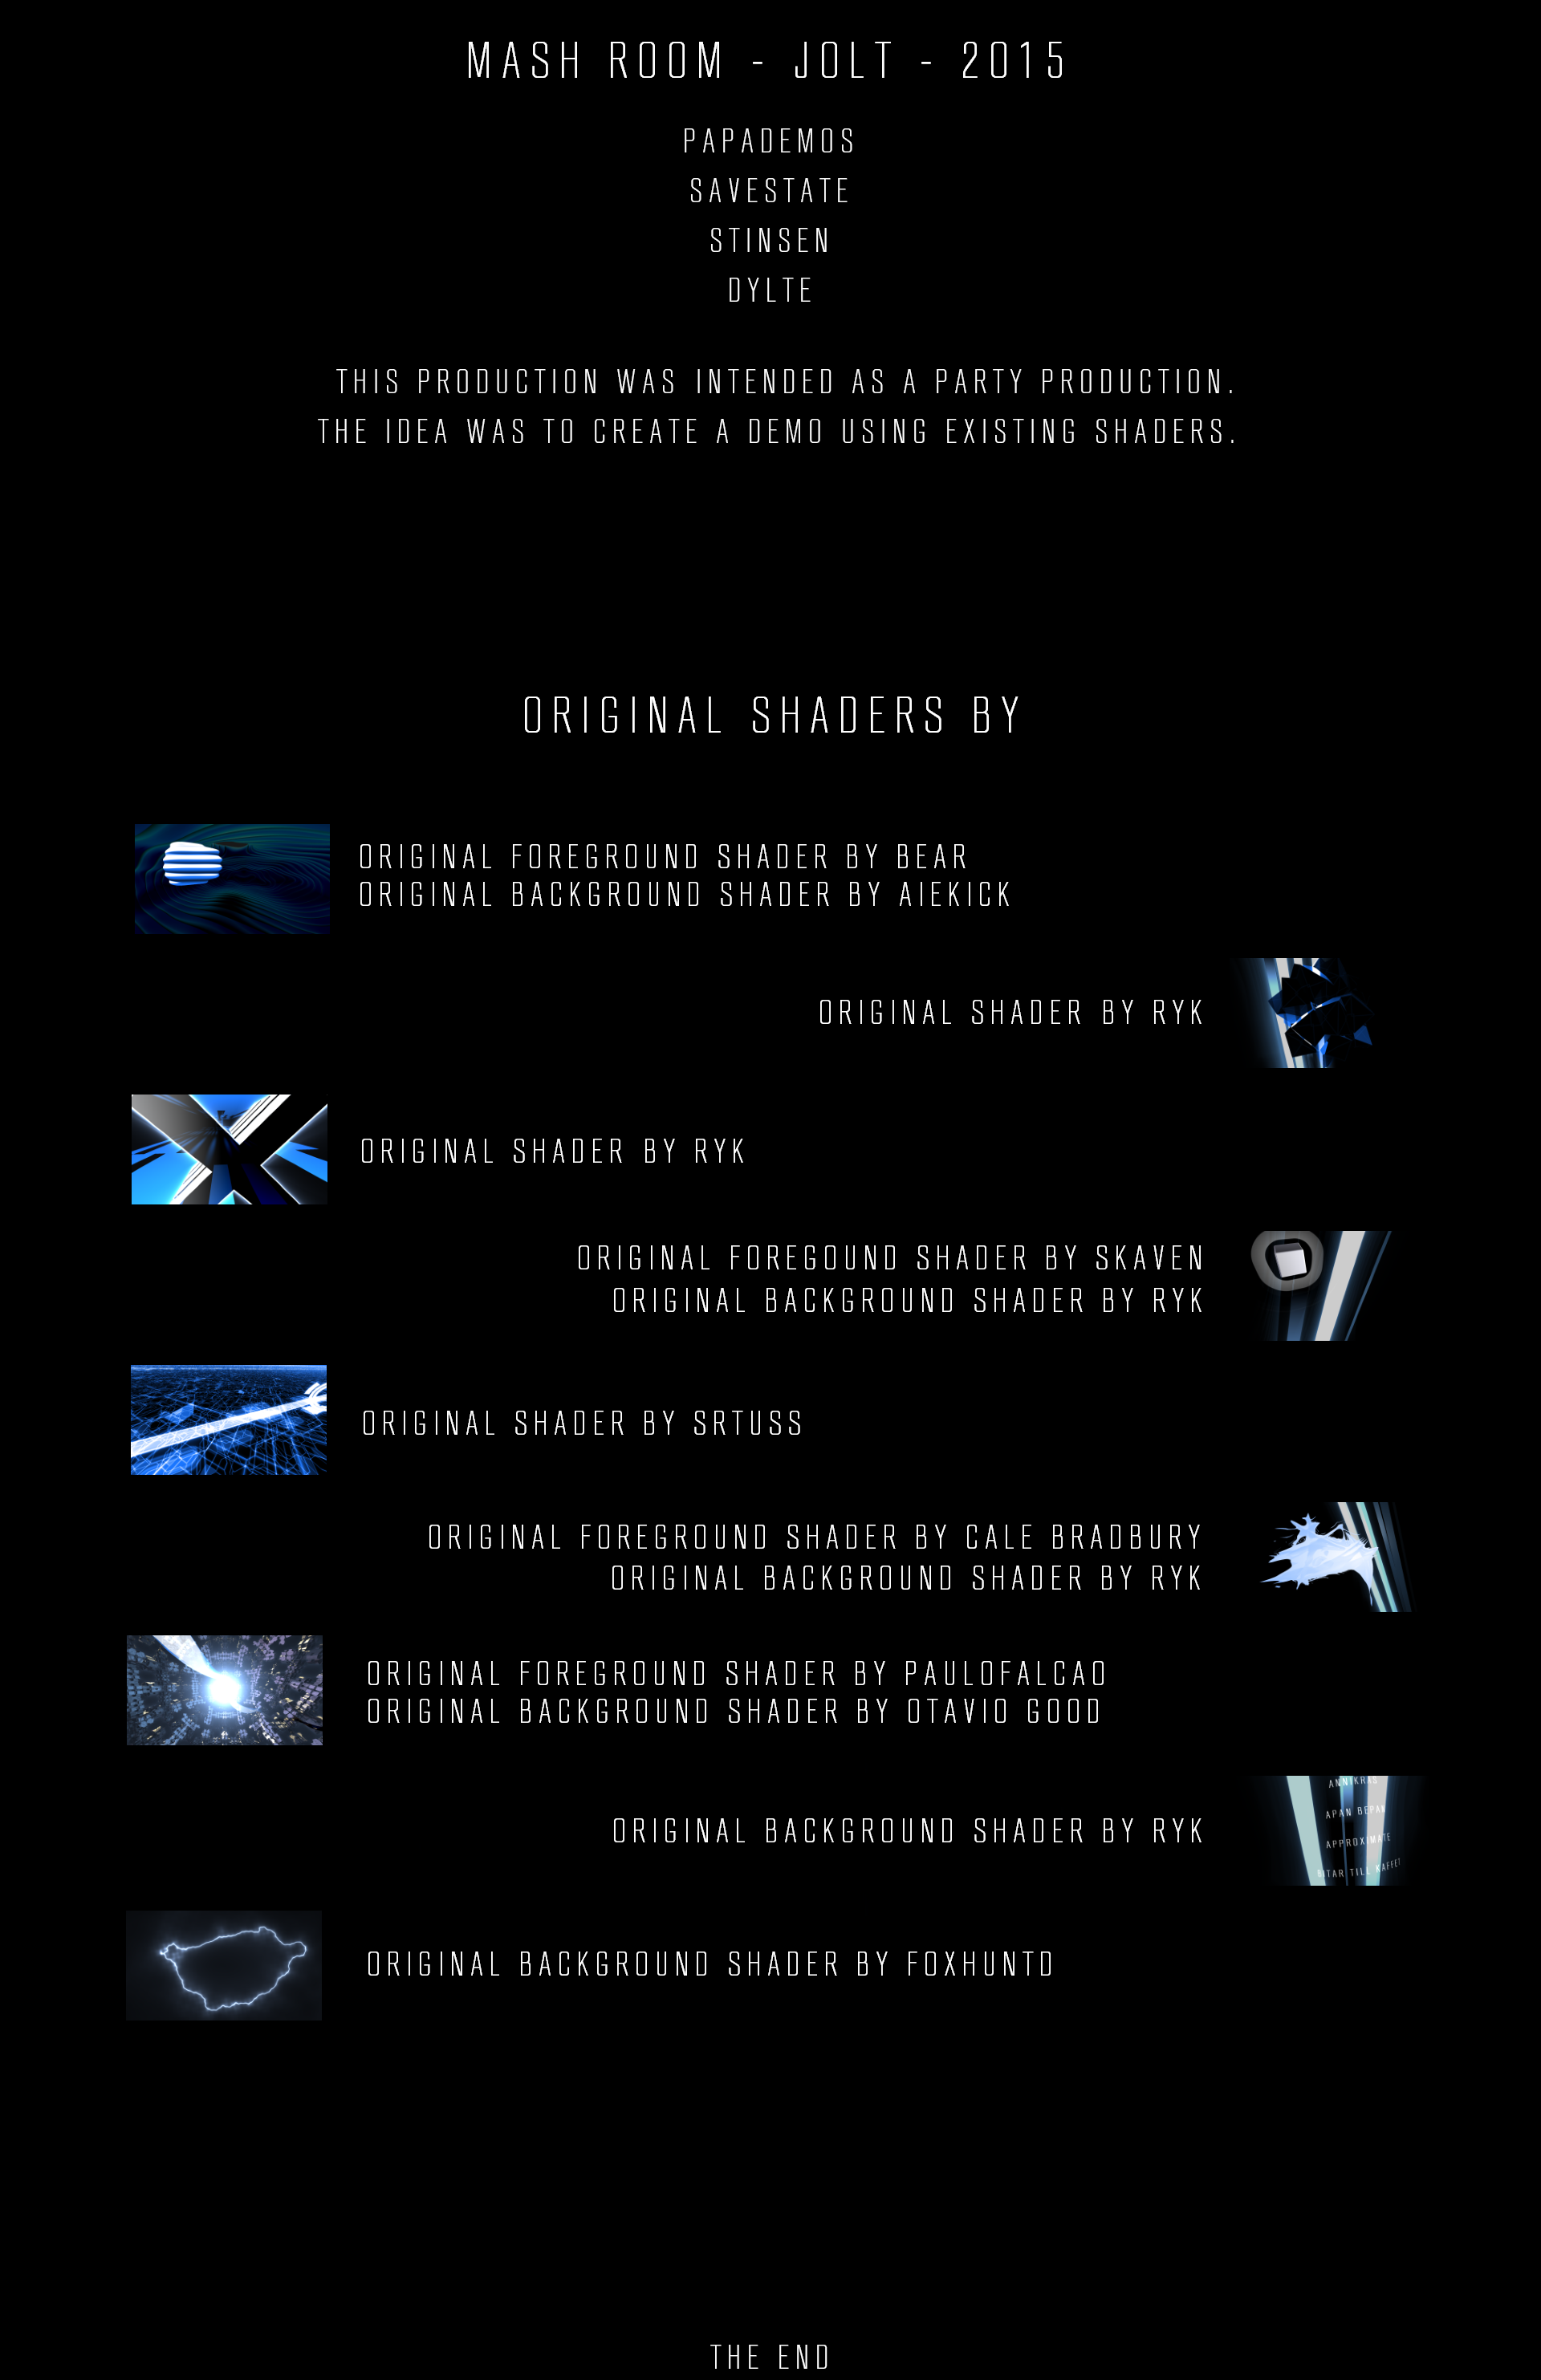 MASH ROOM - JOLT - 2015
PAPADEMOS
SAVESTATE
STINSEN
DYLTE
THIS PRODUCTION WAS INTENDED AS A PARTY PRODUCTION.
THE IDEA WAS TO CREATE A DEMO USING EXISTING SHADERS.
ORIGINAL SHADERS BY
ORIGINAL FOREGROUND SHADER BY BEAR
ORIGINAL BACKGROUND SHADER BY AIEKICK
ORIGINAL SHADER BY RYK
ORIGINAL SHADER BY RYK
ORIGINAL FOREGOUND SHADER BY SKAVEN
ORIGINAL BACKGROUND SHADER BY RYK
ORIGINAL SHADER BY SRTUSS
ORIGINAL FOREGROUND SHADER BY CALE BRADBURY
ORIGINAL BACKGROUND SHADER BY RYK
ORIGINAL FOREGROUND SHADER BY PAULOFALCAO
ORIGINAL BACKGROUND SHADER BY OTAVIO GOOD
ORIGINAL BACKGROUND SHADER BY RYK
ANNIKRAS
APAN BEPAN
APPROXIMATE
BITAR TILL KAFFET
ORIGINAL BACKGROUND SHADER BY FOXHUNTD
THE END